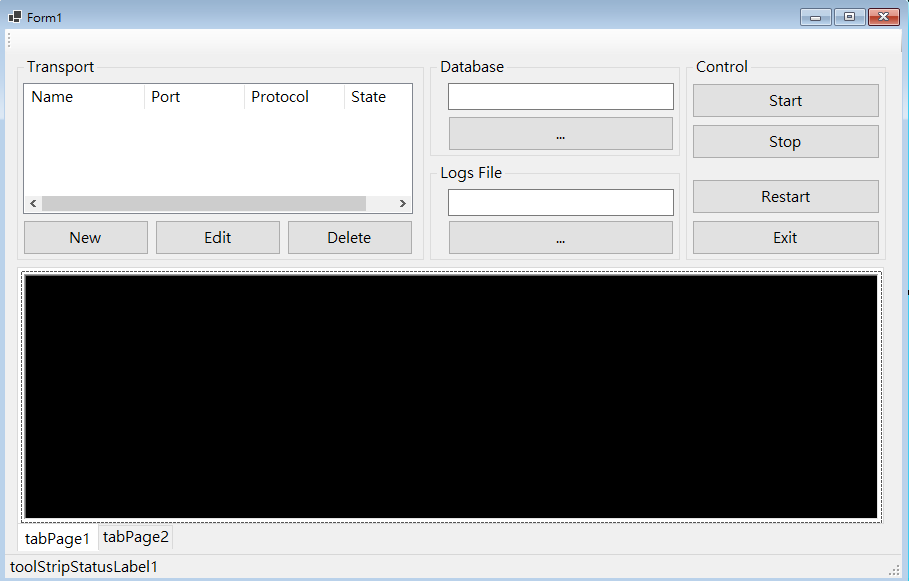 Form1
Transport
Name Port Protocol State
New Edit Delete
Database
...
Logs File
...
Control
Start
Stop
Restart
Exit
tabPage1 tabPage2
toolStripStatusLabel1